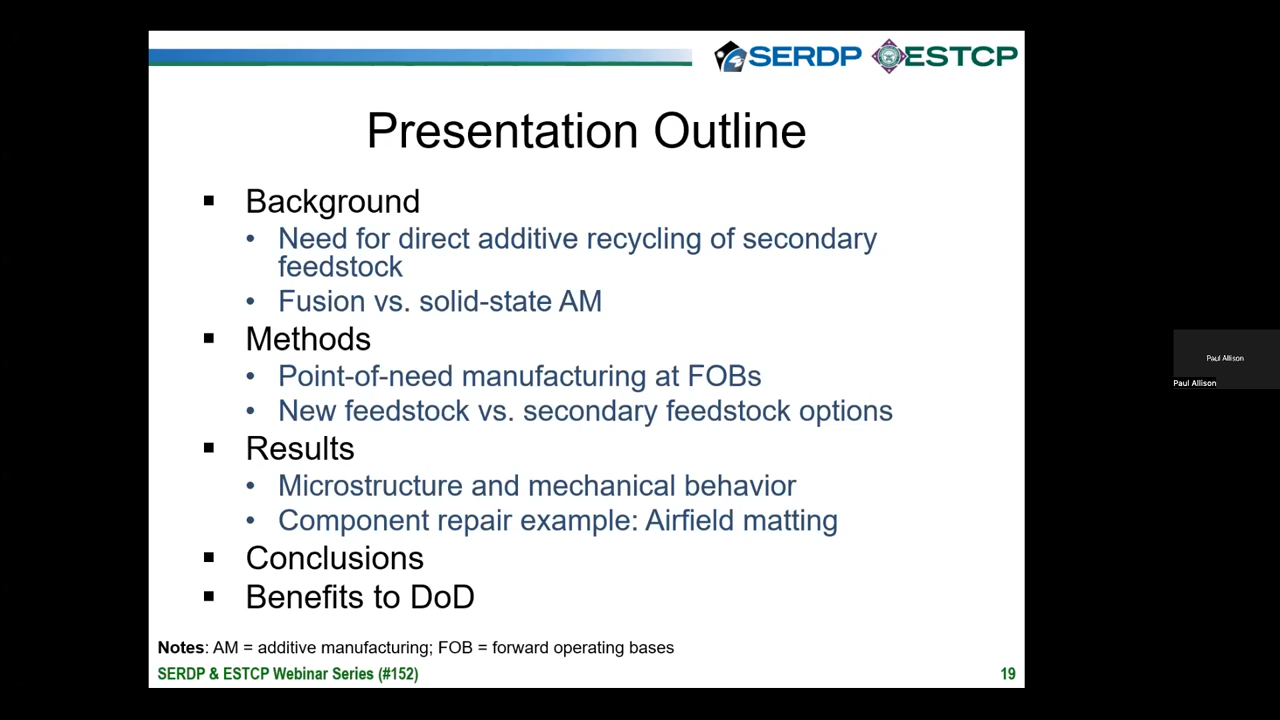 SERDP ESTCP
Presentation Outline
▪ Background
• Need for direct additive recycling of secondary
feedstock
• Fusion vs. solid-state AM
▪ Methods
• Point-of-need manufacturing at FOBs
• New feedstock vs. secondary feedstock options
▪ Results
• Microstructure and mechanical behavior
• Component repair example: Airfield matting
▪ Conclusions
▪ Benefits to DoD
Notes: AM = additive manufacturing; FOB = forward operating bases
SERDP & ESTCP Webinar Series (#152) 19
Paul Allison
Paul Allison